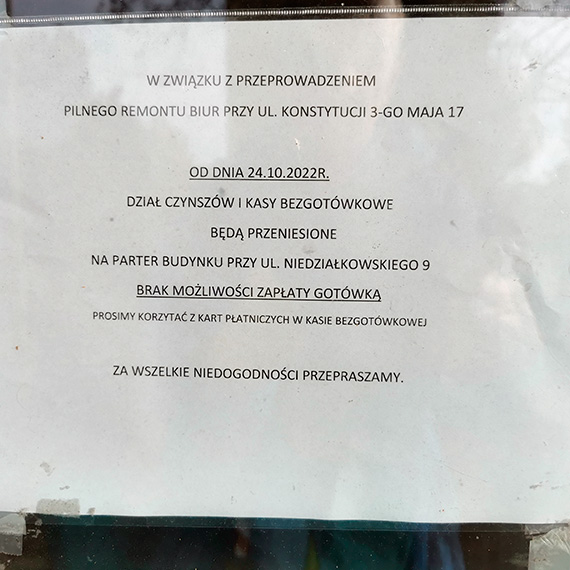 W ZWIĄZKU Z PRZEPROWADZENIEM
PILNEGO REMONTU BIUR PRZY UL. KONSTYTUCJI 3-GO MAJA 17
OD DNIA 24.10.2022R.
DZIAŁ CZYNSZÓW I KASY BEZGOTÓWKOWE
BĘDĄ PRZENIESIONE
NA PARTER BUDYNKU PRZY UL. NIEDZIAŁKOWSKIEGO 9
BRAK MOŻLIWOŚCI ZAPŁATY GOTÓWKĄ
PROSIMY KORZYTAĆ Z KART PŁATNICZYCH W KASIE BEZGOTÓWKOWEJ
ZA WSZELKIE NIEDOGODNOŚCI PRZEPRASZAMY.